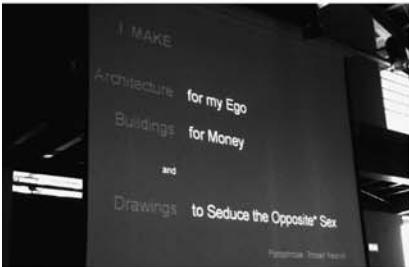 I MAKE
Architecture for my Ego
Buildings for Money
and
Drawings to Seduce the Opposite* Sex